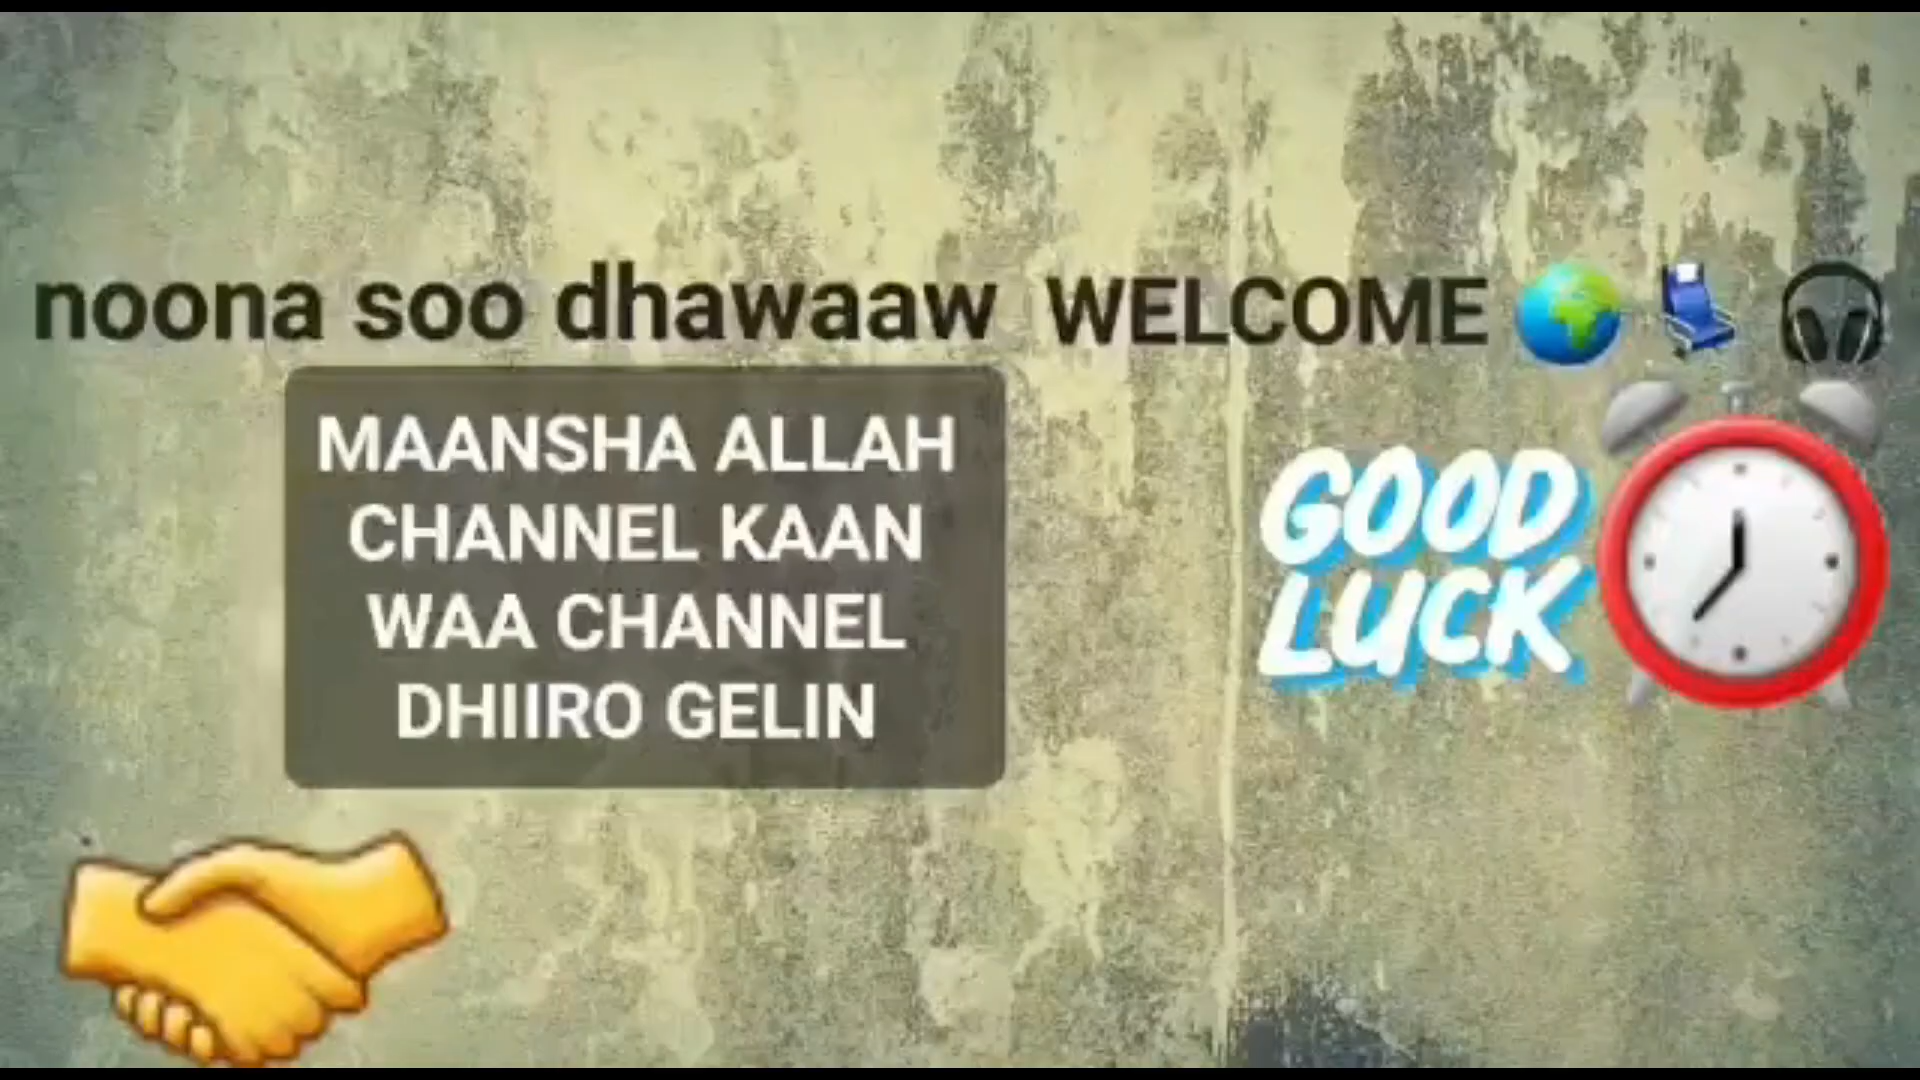 noona soo dhawaaw WELCOME 🌍💺🎧
MAANSHA ALLAH
CHANNEL KAAN
WAA CHANNEL
DHIIRO GELIN
GOOD
LUCK